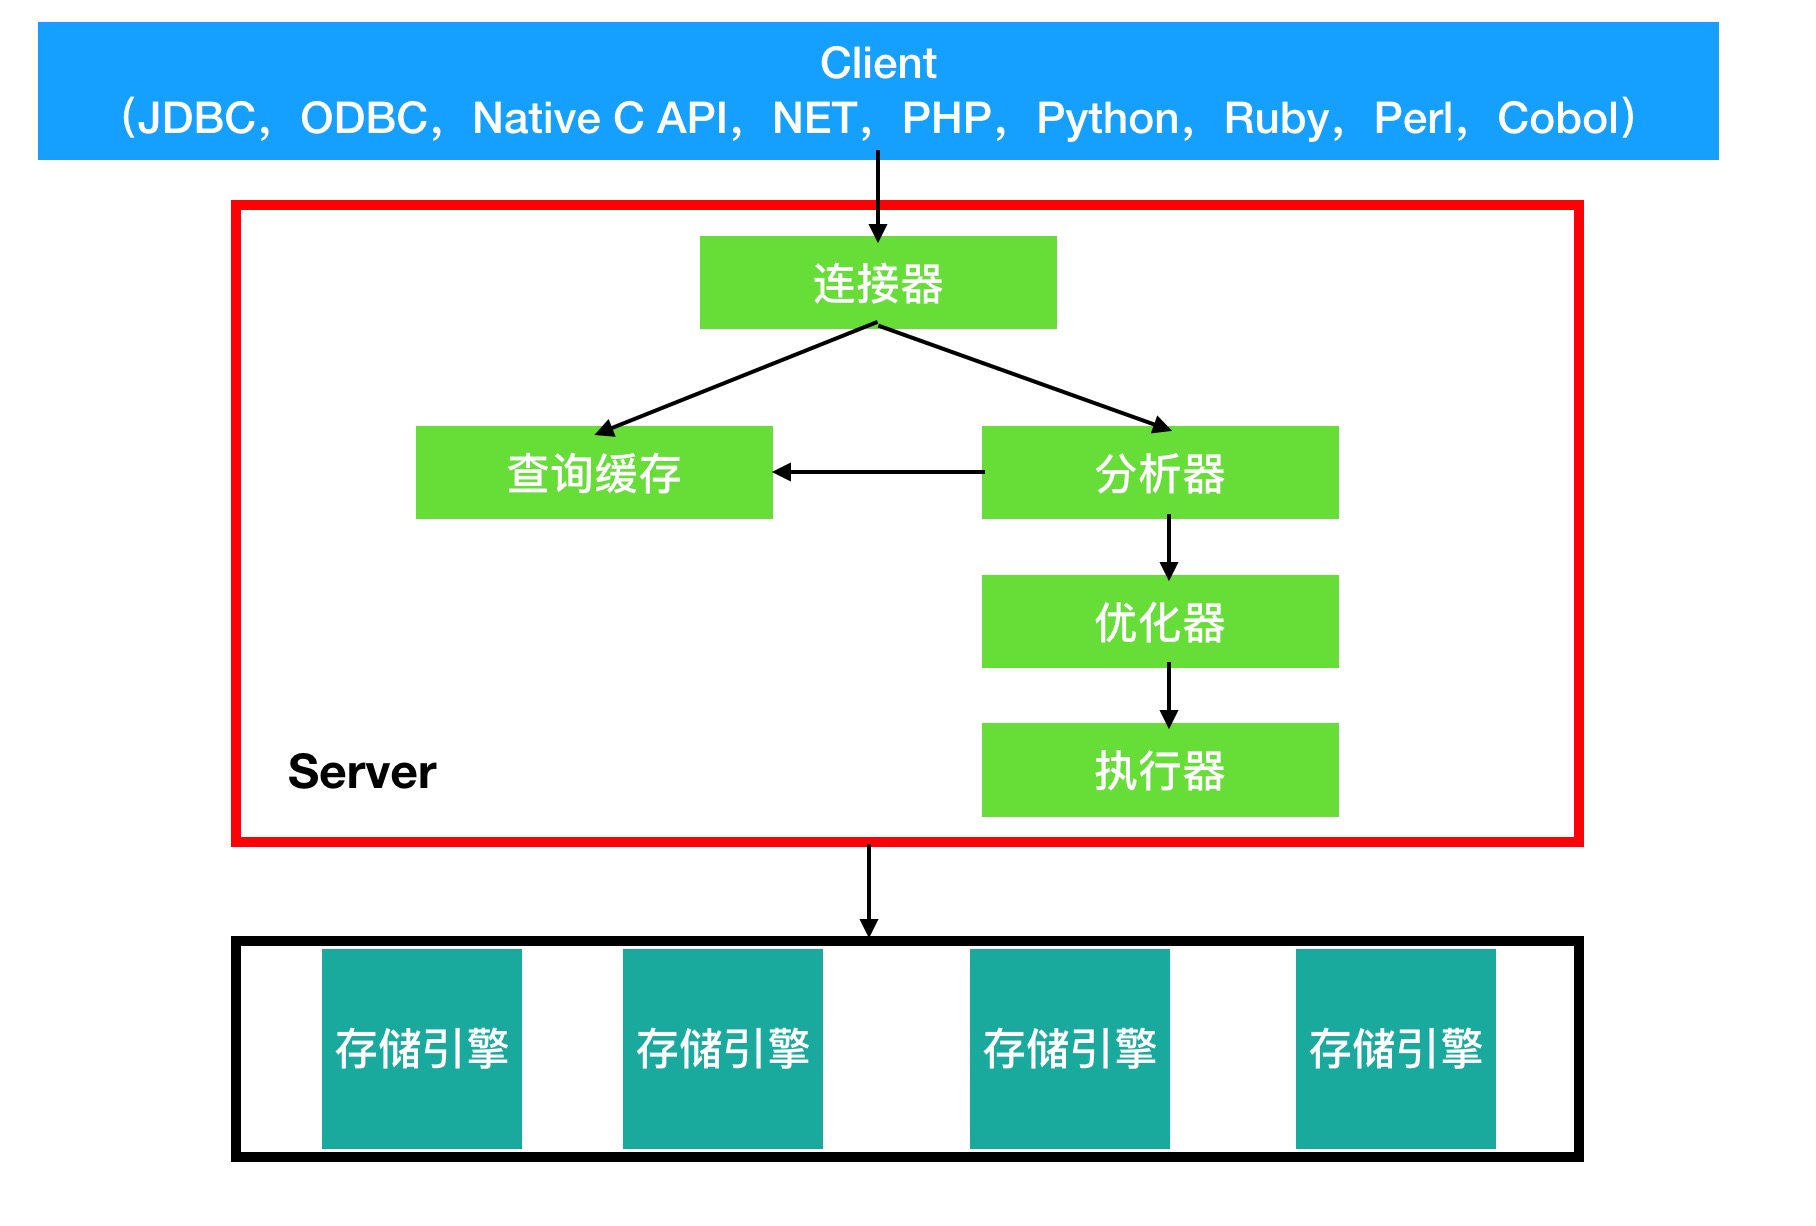 Client
（JDBC，ODBC，Native C API，NET，PHP，Python，Ruby，Perl，Cobol）
连接器
查询缓存
分析器
优化器
执行器
Server
存储引擎
存储引擎
存储引擎
存储引擎